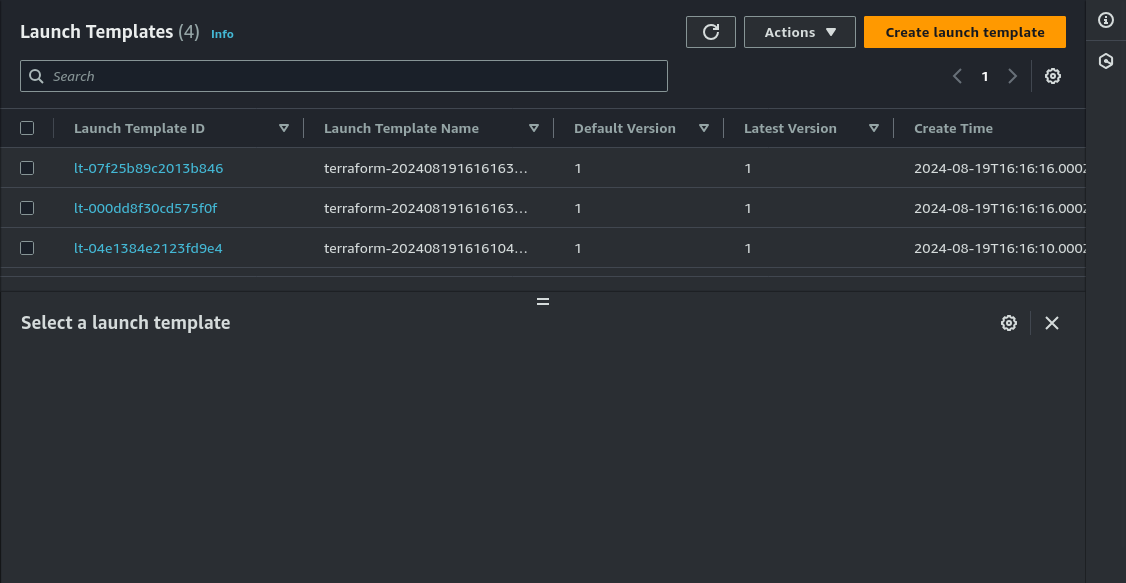 Launch Templates (4) Info
Actions
Create launch template
Search
1
Launch Template ID Launch Template Name Default Version Latest Version Create Time
lt-07f25b89c2013b846 terraform-202408191616163... 1 1 2024-08-19T16:16:16.000Z
lt-000dd8f30cd575f0f terraform-202408191616163... 1 1 2024-08-19T16:16:16.000Z
lt-04e1384e2123fd9e4 terraform-202408191616104... 1 1 2024-08-19T16:16:10.000Z
Select a launch template